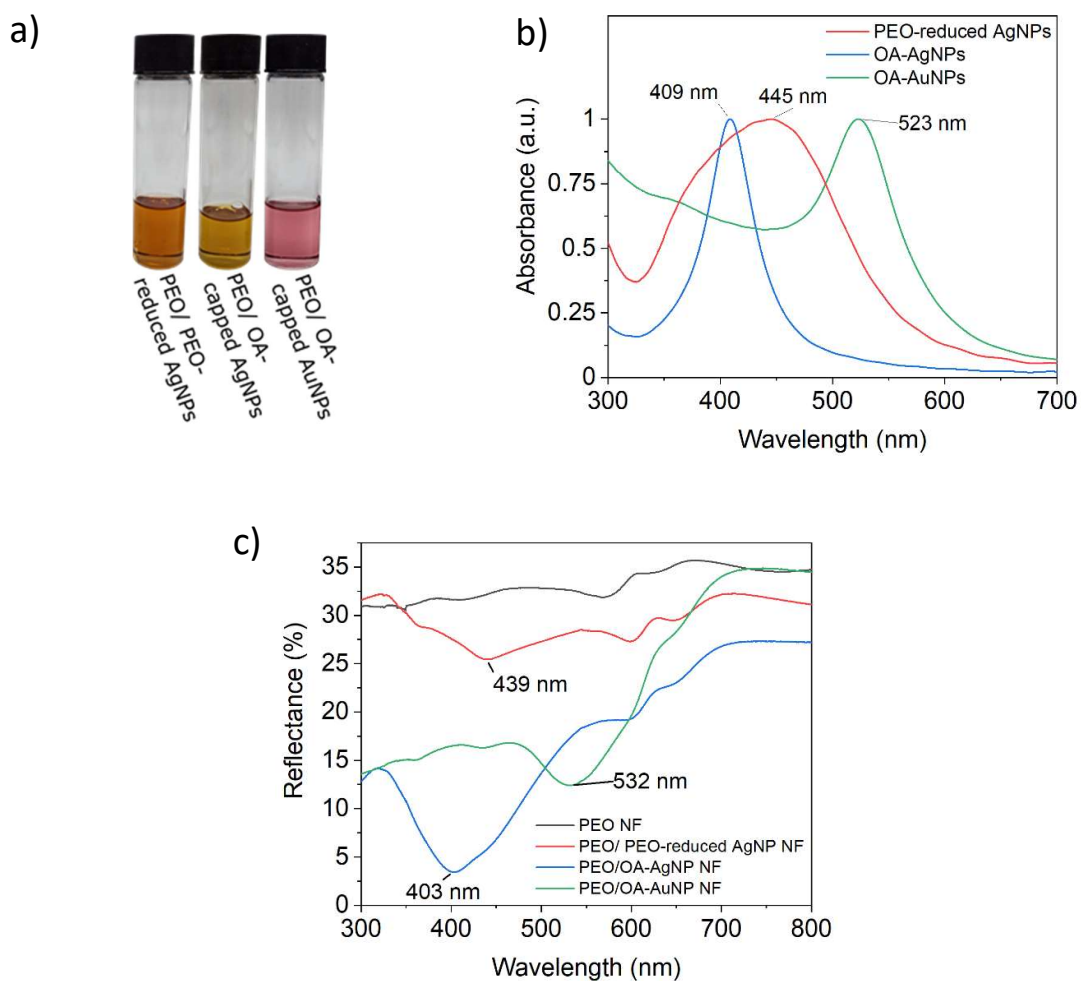 a)
PEO/ PEO-
reduced AgNPs
PEO/ OA-
capped AgNPs
PEO/ OA-
capped AuNPs
b)
PEO-reduced AgNPs
OA-AgNPs
OA-AuNPs
409 nm
445 nm
523 nm
Absorbance (a.u.)
1
0.75
0.5
0.25
0
300
400
500
600
700
Wavelength (nm)
c)
Reflectance (%)
35
30
25
20
15
10
5
0
439 nm
532 nm
403 nm
PEO NF
PEO/ PEO-reduced AgNP NF
PEO/OA-AgNP NF
PEO/OA-AuNP NF
300
400
500
600
700
800
Wavelength (nm)